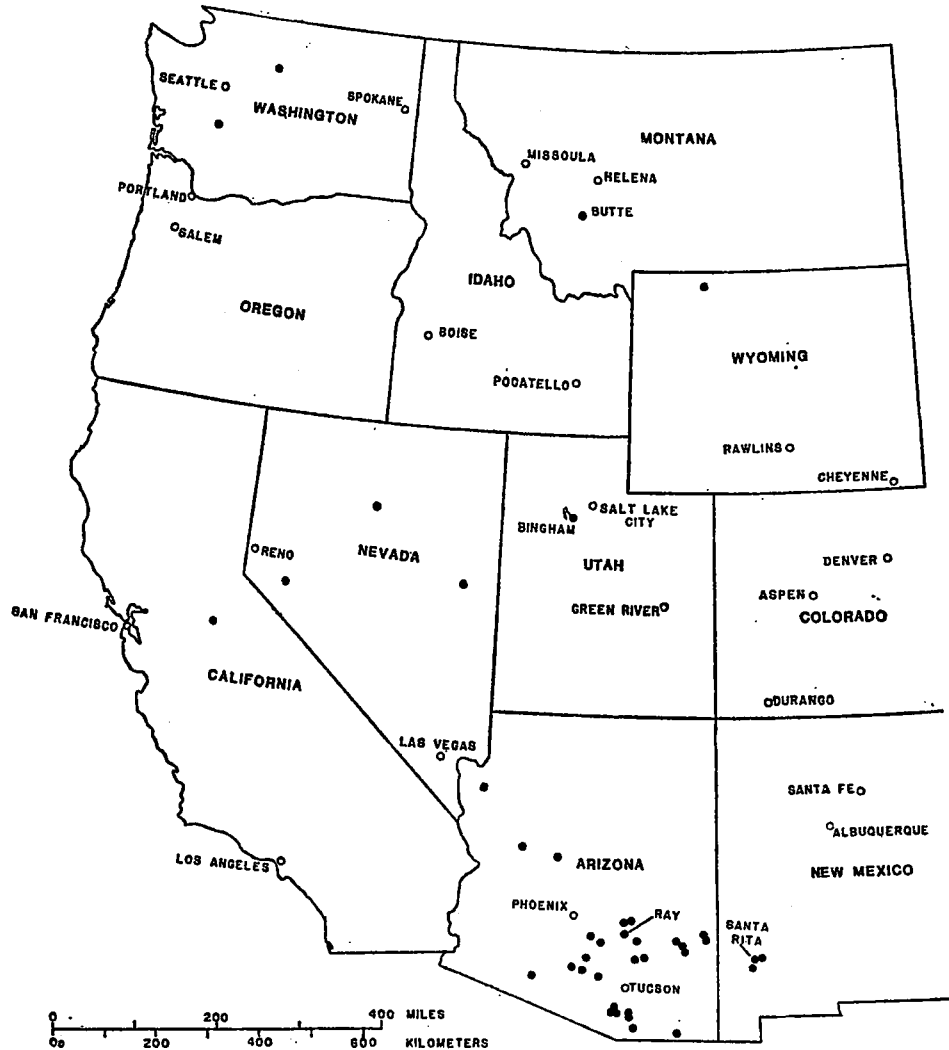 SEATTLE
WASHINGTON
SPOKANE
MONTANA
MISSOULA
HELENA
BUTTE
PORTLAND
SALEM
OREGON
IDAHO
BOISE
POCATELLO
WYOMING
RAWLINS
CHEYENNE
SALT LAKE
CITY
BINGHAM
UTAH
RENO
NEVADA
GREEN RIVER
DENVER
ASPEN
COLORADO
SAN FRANCISCO
CALIFORNIA
DURANGO
LAS VEGAS
SANTA FE
ALBUQUERQUE
NEW MEXICO
LOS ANGELES
ARIZONA
PHOENIX
RAY
SANTA
RITA
TUCSON
0 200 400 MILES
0 200 400 600 KILOMETERS